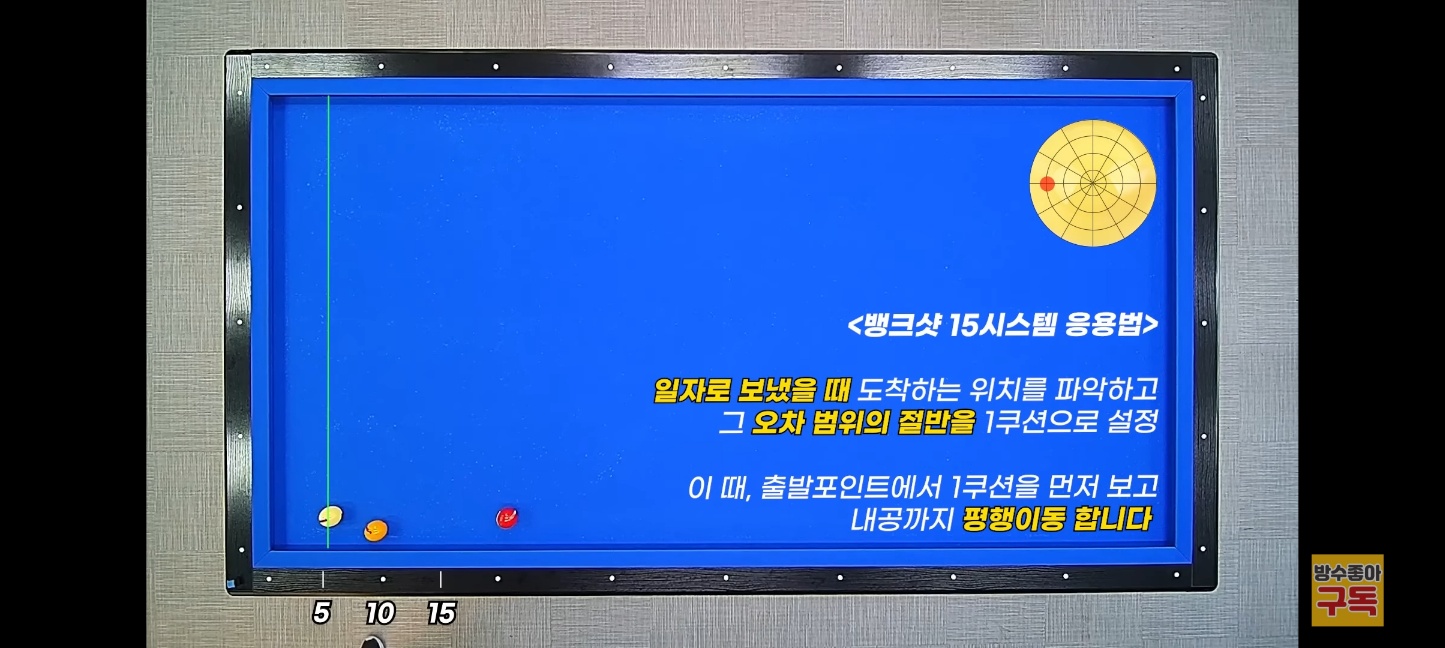 <뱅크샷 15시스템 응용법>
일자로 보냈을 때 도착하는 위치를 파악하고
그 오차 범위의 절반을 1쿠션으로 설정
이 때, 출발포인트에서 1쿠션을 먼저 보고
내공까지 평행이동 합니다
5 10 15
방수좋아
구독